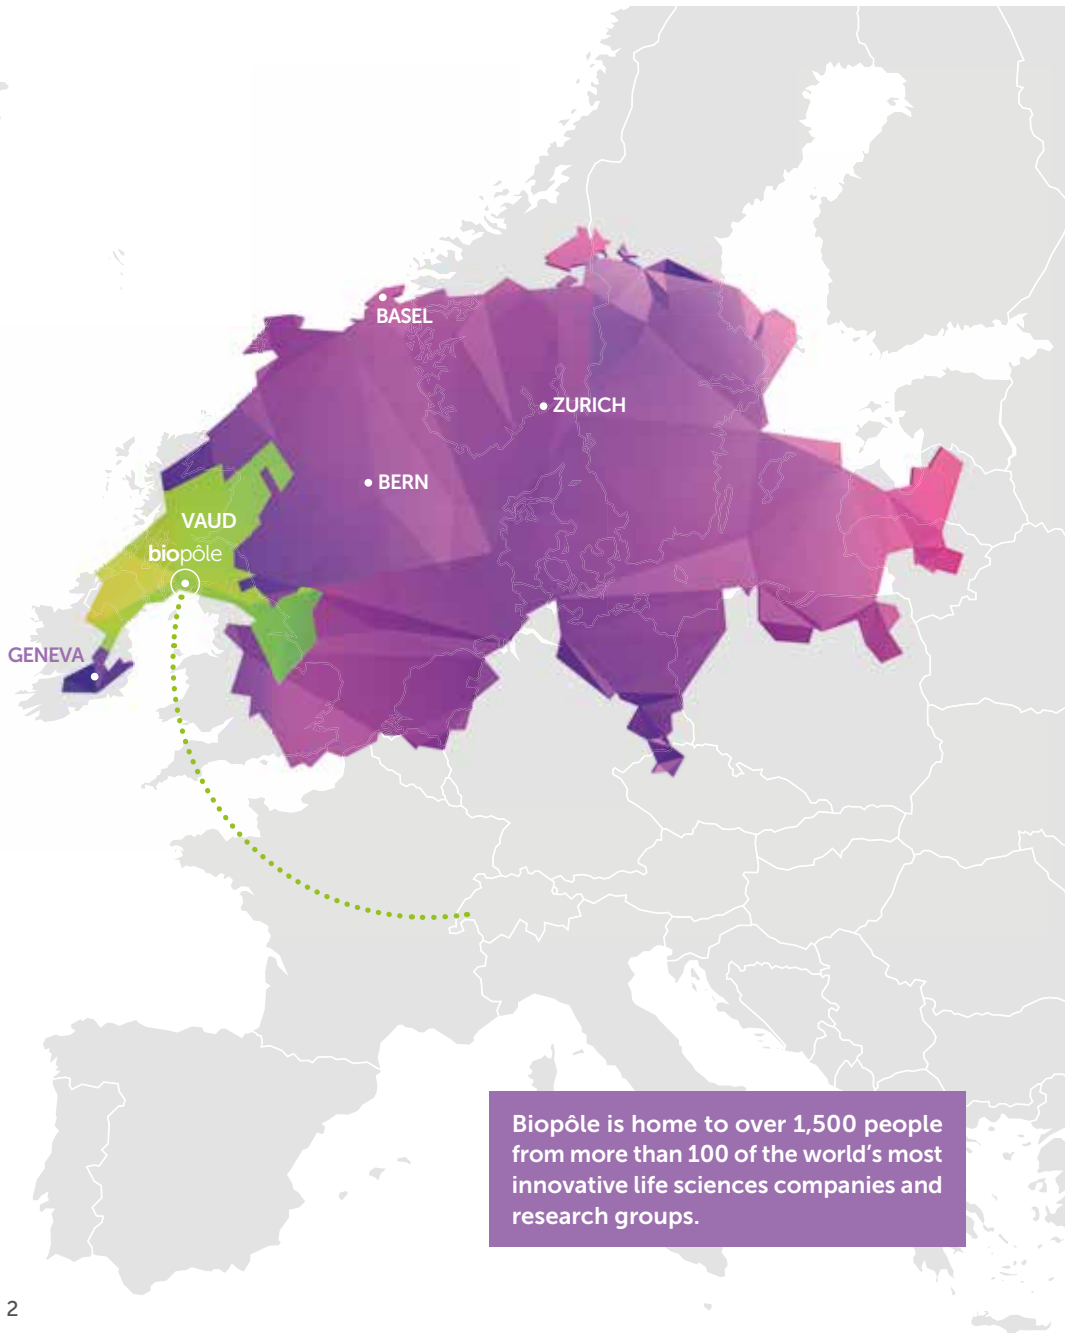 BASEL
ZURICH
BERN
VAUD
biopôle
GENEVA
Biopôle is home to over 1,500 people
from more than 100 of the world’s most
innovative life sciences companies and
research groups.
2